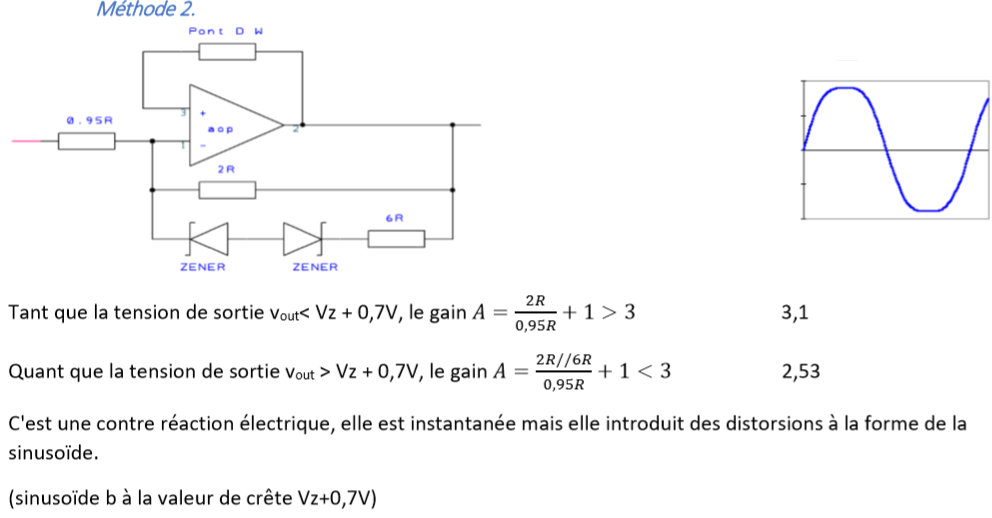 Méthode 2.
Pont D W
0.95R
3
+
aop
2
1
-
2R
6R
ZENER ZENER
Tant que la tension de sortie vout< Vz + 0,7V, le gain A = 2R/0,95R + 1 > 3 3,1
Quant que la tension de sortie vout > Vz + 0,7V, le gain A = 2R//6R/0,95R + 1 < 3 2,53
C'est une contre réaction électrique, elle est instantanée mais elle introduit des distorsions à la forme de la
sinusoïde.
(sinusoïde b à la valeur de crête Vz+0,7V)